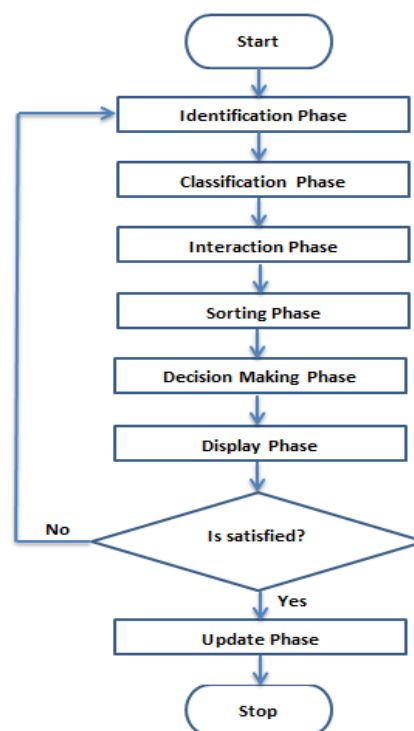 Start
Identification Phase
Classification Phase
Interaction Phase
Sorting Phase
Decision Making Phase
Display Phase
Is satisfied?
No
Yes
Update Phase
Stop